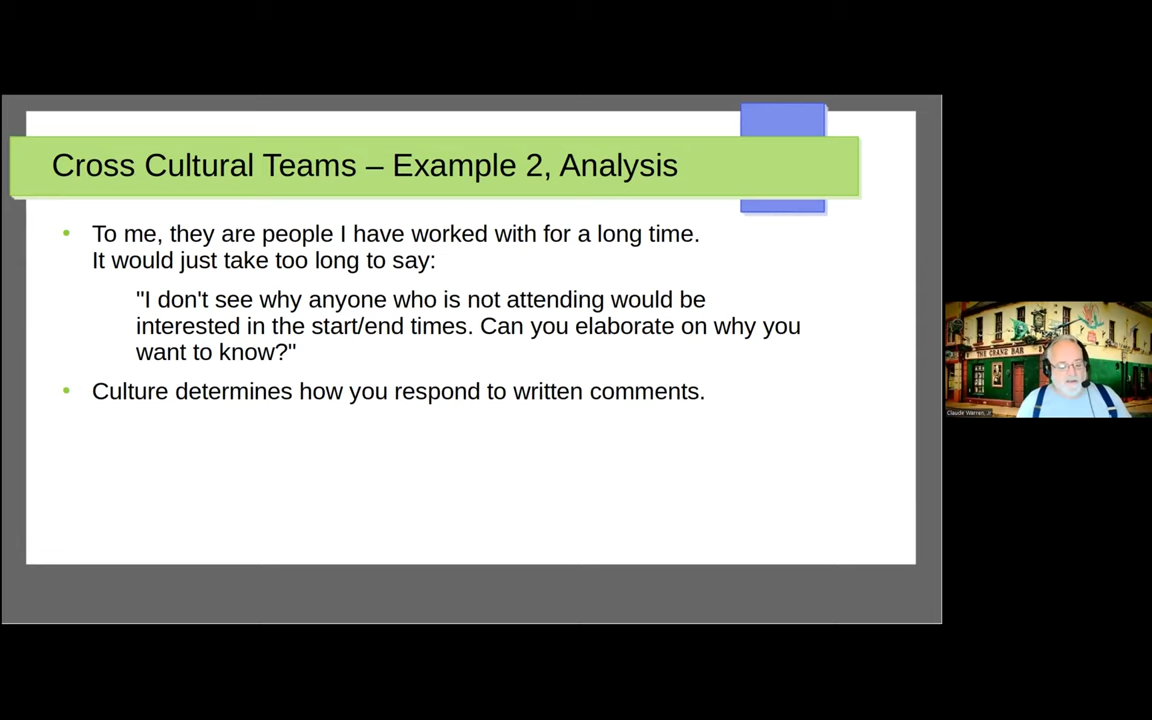 Cross Cultural Teams – Example 2, Analysis
• To me, they are people I have worked with for a long time.
It would just take too long to say:
"I don't see why anyone who is not attending would be
interested in the start/end times. Can you elaborate on why you
want to know?"
• Culture determines how you respond to written comments.
THE CRANE BAR
Claude Warren, Jr